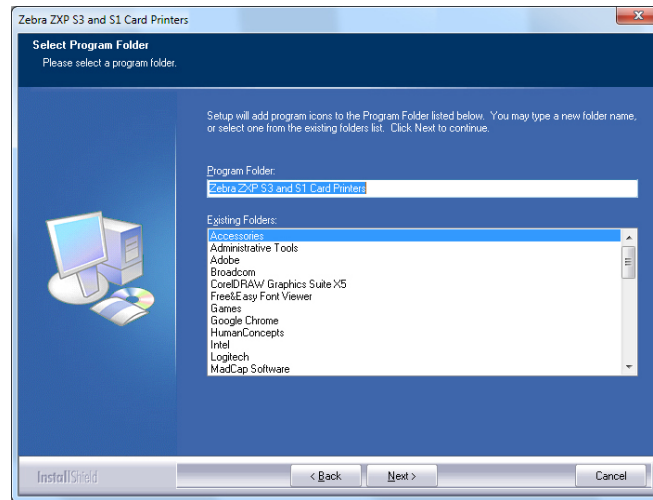 Zebra ZXP S3 and S1 Card Printers
Select Program Folder
Please select a program folder.
Setup will add program icons to the Program Folder listed below. You may type a new folder name,
or select one from the existing folders list. Click Next to continue.
Program Folder:
Zebra ZXP S3 and S1 Card Printers
Existing Folders:
Accessories
Administrative Tools
Adobe
Broadcom
CorelDRAW Graphics Suite X5
Free&Easy Font Viewer
Games
Google Chrome
HumanConcepts
Intel
Logitech
MadCap Software
InstallShield
< Back
Next >
Cancel